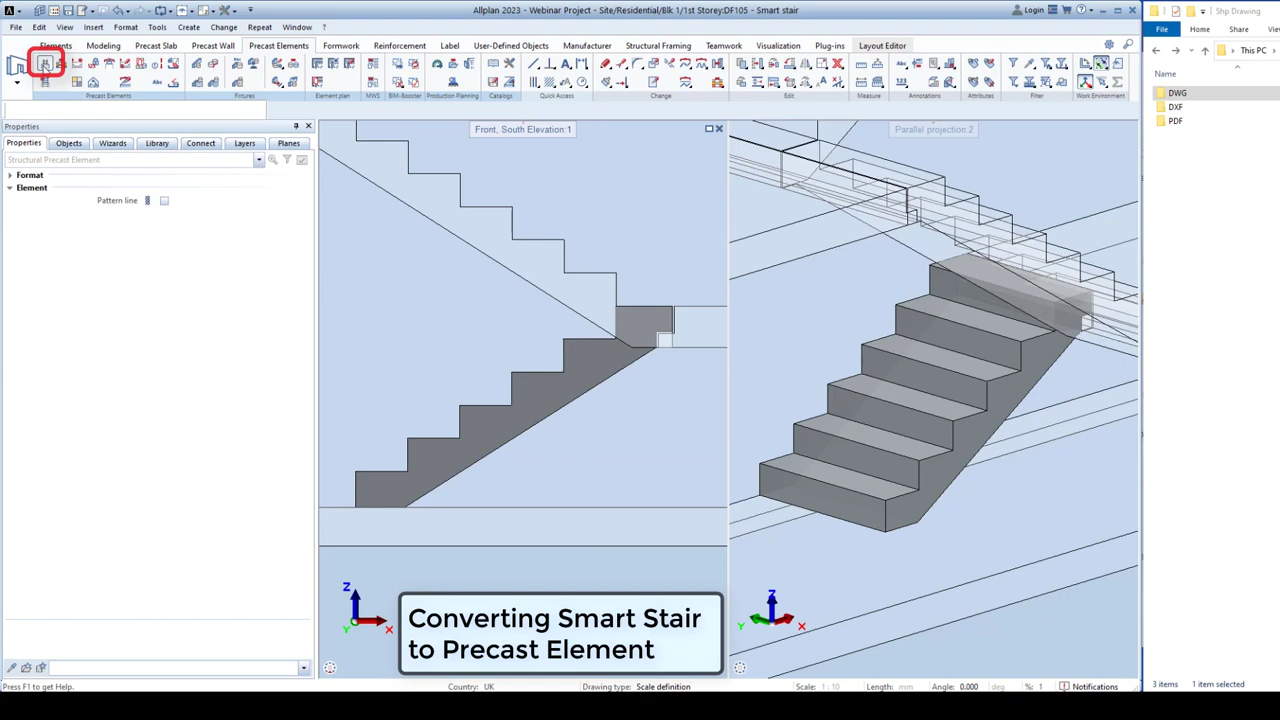 Allplan 2023 - Webinar Project - Site/Residential/Blk 1/1st Storey:DF105 - Smart stair
Login
Shp Drawing
File Edit View Insert Format Tools Create Change Repeat Window ?
File Home Share View
Elements Modeling Precast Slab Precast Wall Precast Elements Formwork Reinforcement Label User-Defined Objects Measurement Structural Framing Teamwork Plug-ins Layout Editor
This PC
Name
DWG
DXF
PDF
Precast Elements Fixtures Element plan MWS BIM-Booster Production Planning Catalogs Quick Access Change Edit Measure Annotations Attributes Filter Work Environment
Properties
Properties Objects Wizards Library Connect Layers Planes
Structural Precast Element
Format
Element
Pattern line
Front, South Elevation:1
Parallel projection:2
Z
Y
X
Z
Y
X
Converting Smart Stair
to Precast Element
Press F1 to get Help.
Country: UK
Drawing type: Scale definition
Scale: 1 : 10
Length: mm
Angle: 0.000 deg
%: 1
Notifications
3 items 1 item selected